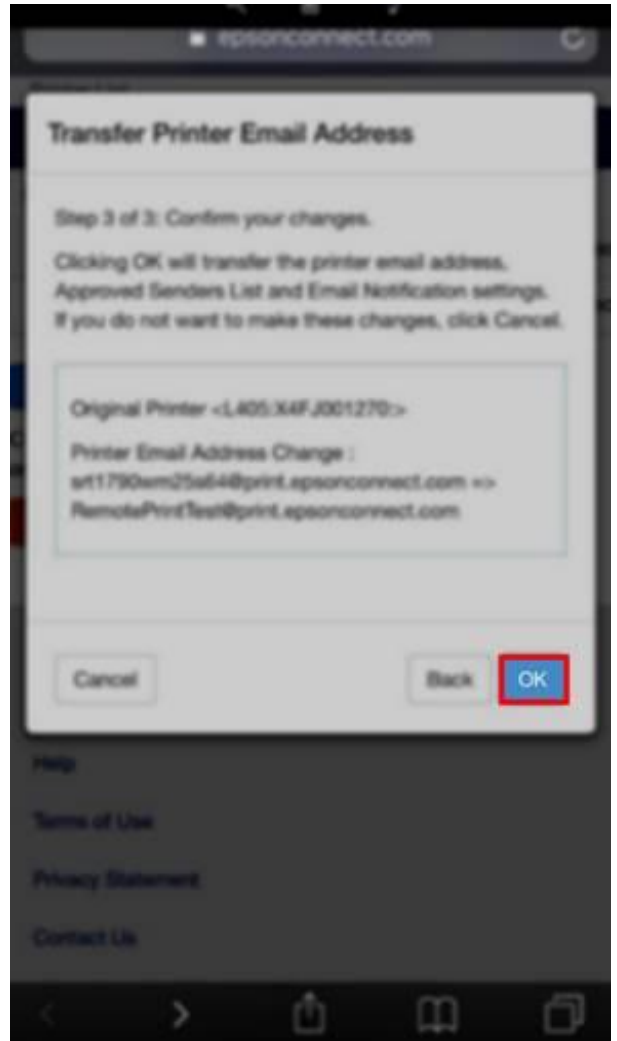 epsonconnect.com
Transfer Printer Email Address
Step 3 of 3: Confirm your changes.
Clicking OK will transfer the printer email address,
Approved Senders List and Email Notification settings.
If you do not want to make these changes, click Cancel.
Original Printer <L405:X4FJ001270:>
Printer Email Address Change :
@print.epsonconnect.com =>
RemotePrintTest@print.epsonconnect.com
Cancel
Back
OK
Help
Terms of Use
Privacy Statement
Contact Us